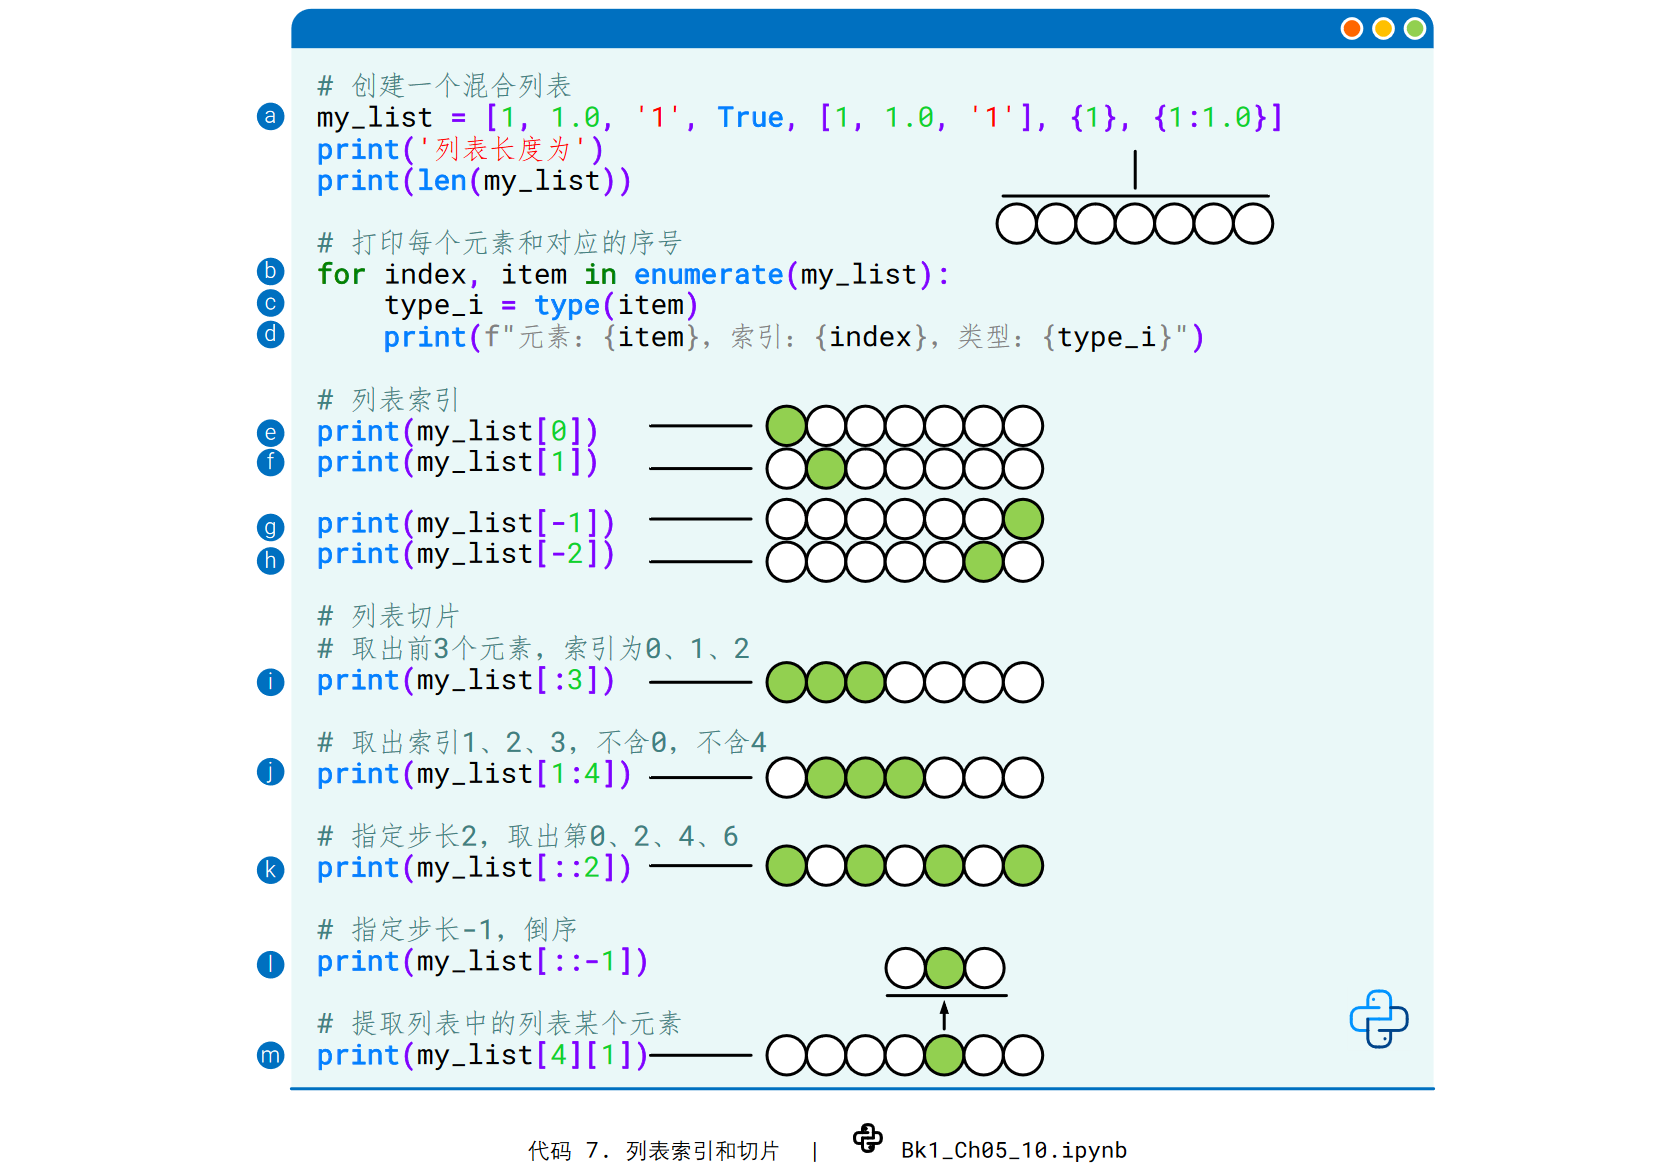 # 创建一个混合列表
a my_list = [1, 1.0, '1', True, [1, 1.0, '1'], {1}, {1:1.0}]
print('列表长度为')
print(len(my_list))
# 打印每个元素和对应的序号
b for index, item in enumerate(my_list):
c type_i = type(item)
d print(f"元素: {item}, 索引: {index}, 类型: {type_i}")
# 列表索引
e print(my_list[0])
f print(my_list[1])
g print(my_list[-1])
h print(my_list[-2])
# 列表切片
# 取出前3个元素, 索引为0、1、2
i print(my_list[:3])
# 取出索引1、2、3, 不含0, 不含4
j print(my_list[1:4])
# 指定步长2, 取出第0、2、4、6
k print(my_list[::2])
# 指定步长-1, 倒序
l print(my_list[::-1])
# 提取列表中的列表某个元素
m print(my_list[4][1])
代码 7. 列表索引和切片 | Bk1_Ch05_10.ipynb